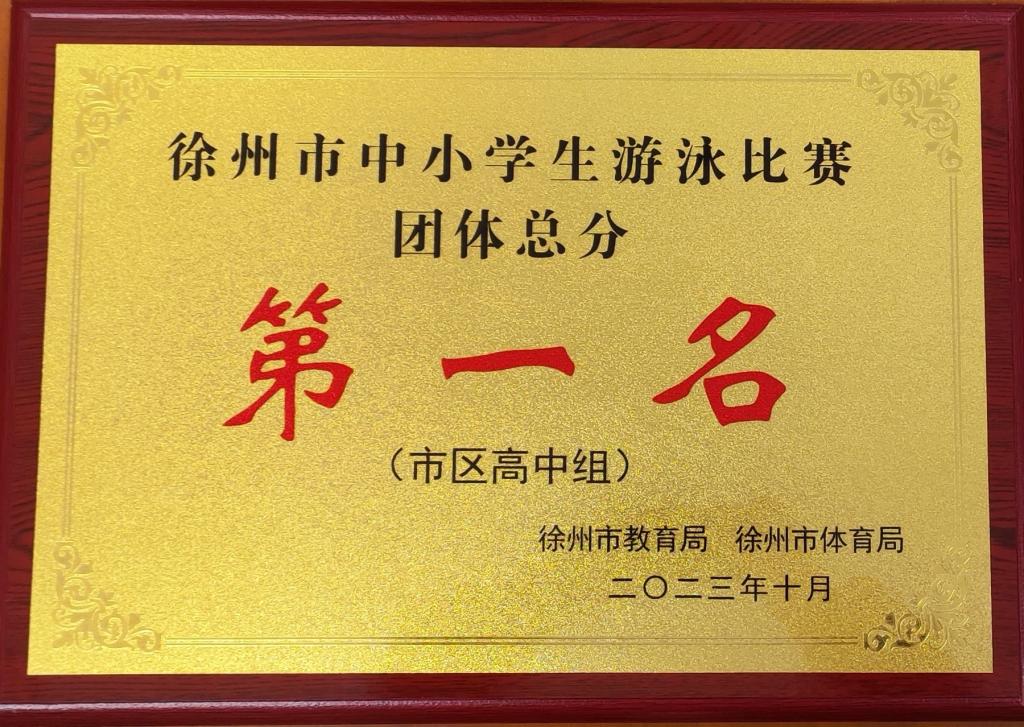 徐州市中小学生游泳比赛
团体总分
第一名
（市区高中组）
徐州市教育局 徐州市体育局
二〇二三年十月